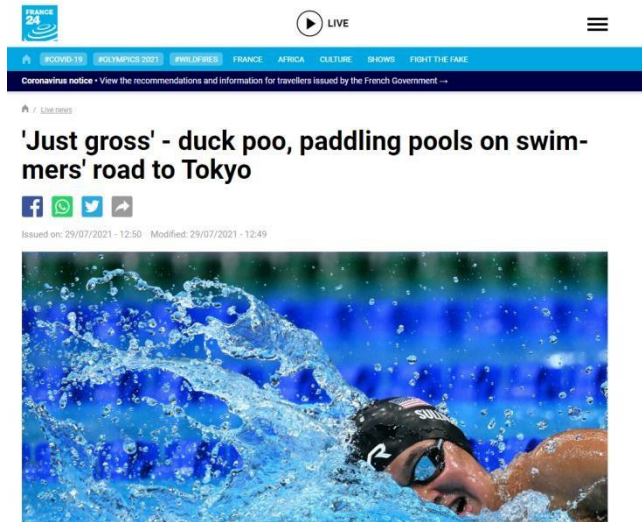 FRANCE
24
LIVE
#COVID-19 #OLYMPICS 2021 #WILDFIRES FRANCE AFRICA CULTURE SHOWS FIGHT THE FAKE
Coronavirus notice • View the recommendations and information for travellers issued by the French Government →
/ Live news
'Just gross' - duck poo, paddling pools on swim-
mers' road to Tokyo
Issued on: 29/07/2021 - 12:50 Modified: 29/07/2021 - 12:49